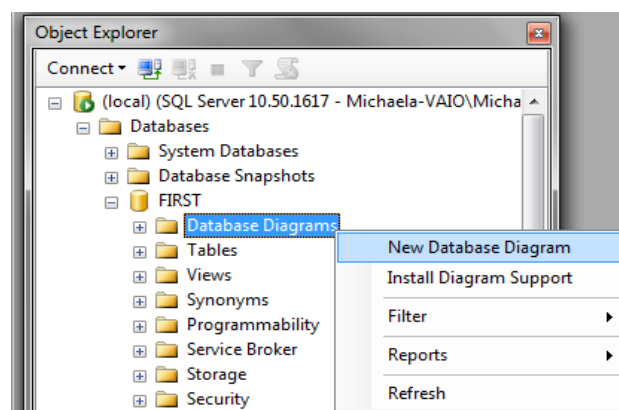 Object Explorer
Connect
(local) (SQL Server 10.50.1617 - Michaela-VAIO\Micha
Databases
System Databases
Database Snapshots
FIRST
Database Diagrams
Tables
Views
Synonyms
Programmability
Service Broker
Storage
Security
New Database Diagram
Install Diagram Support
Filter
Reports
Refresh